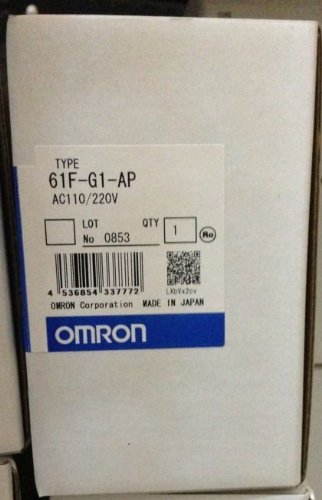 TYPE
61F-G1-AP
AC110/220V
LOT
No 0853
QTY
1
4 536854 337772
LXbVx2cv
OMRON Corporation MADE IN JAPAN
OMRON